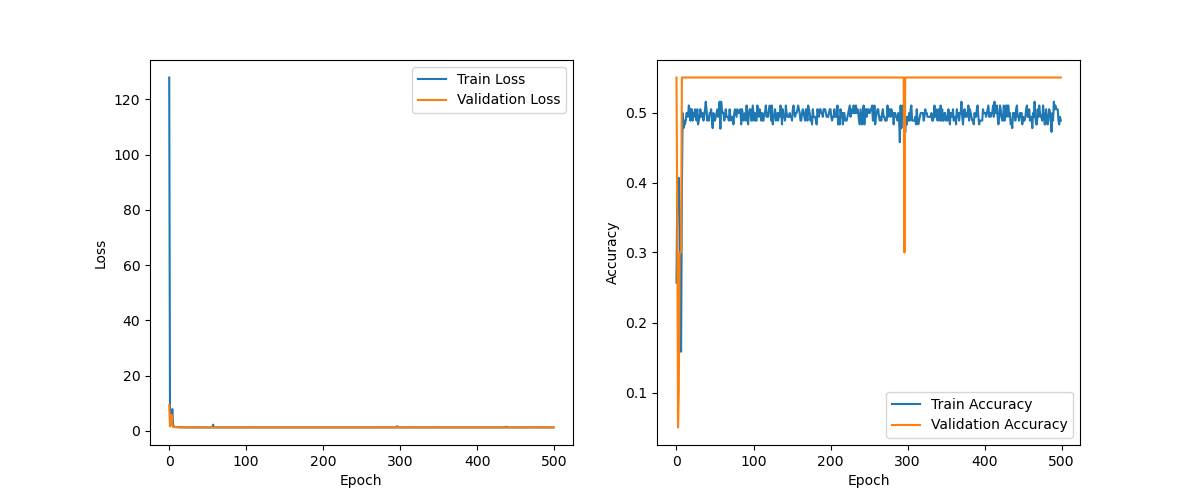 Train Loss
Validation Loss
120
100
80
60
40
20
0
Loss
0 100 200 300 400 500
Epoch
0.5
0.4
0.3
0.2
0.1
Accuracy
Train Accuracy
Validation Accuracy
0 100 200 300 400 500
Epoch